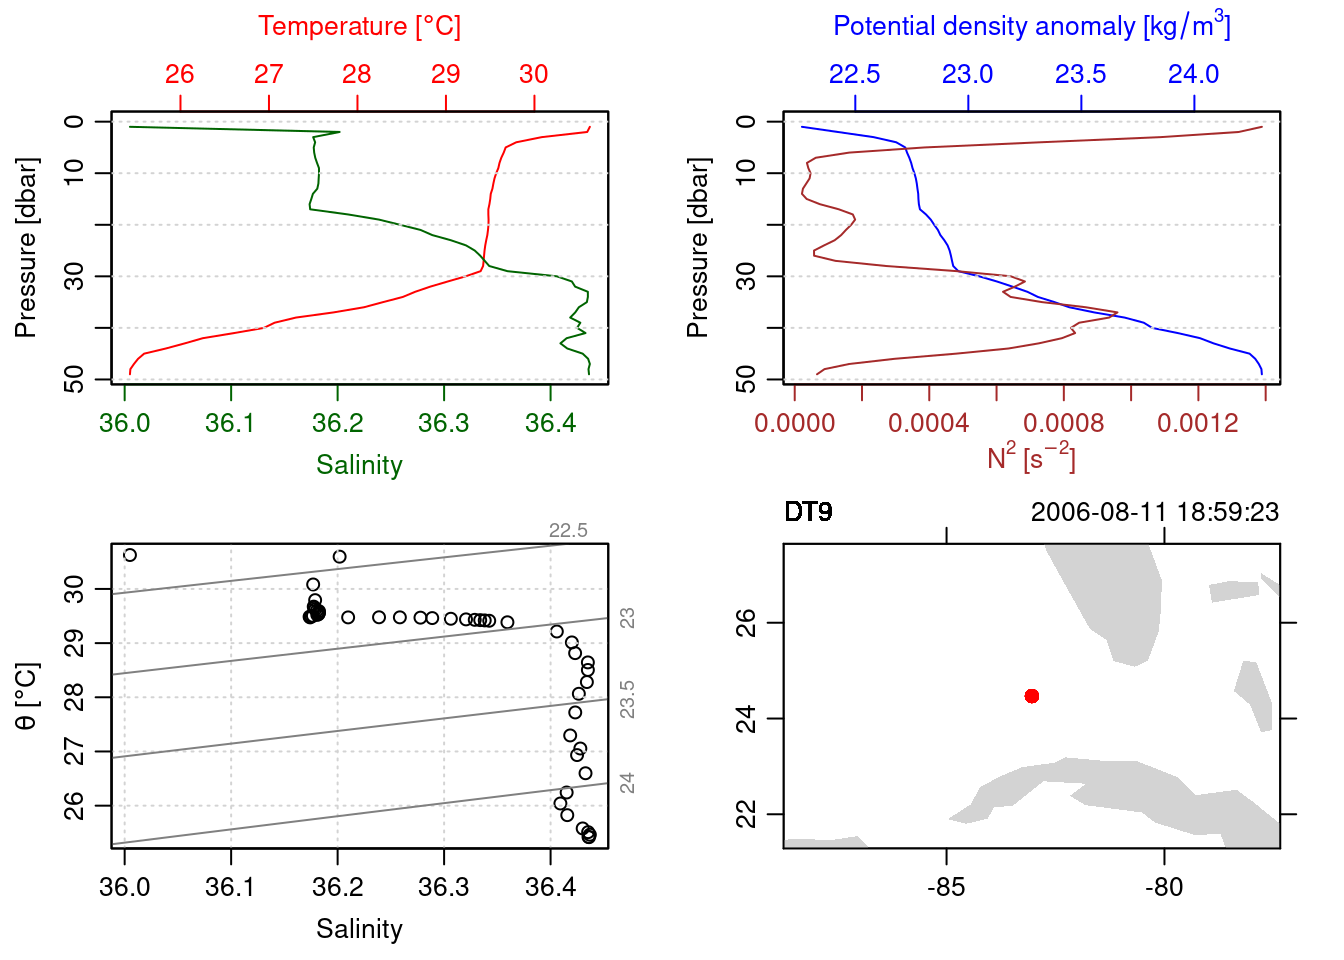 Temperature [°C]
26 27 28 29 30
0
10
30
50
Pressure [dbar]
36.0 36.1 36.2 36.3 36.4
Salinity
Potential density anomaly [kg/m³]
22.5 23.0 23.5 24.0
0
10
30
50
Pressure [dbar]
0.0000 0.0004 0.0008 0.0012
N² [s⁻²]
22.5
23
23.5
24
30
29
28
27
26
θ [°C]
36.0 36.1 36.2 36.3 36.4
Salinity
DT9 2006-08-11 18:59:23
26
24
22
-85 -80